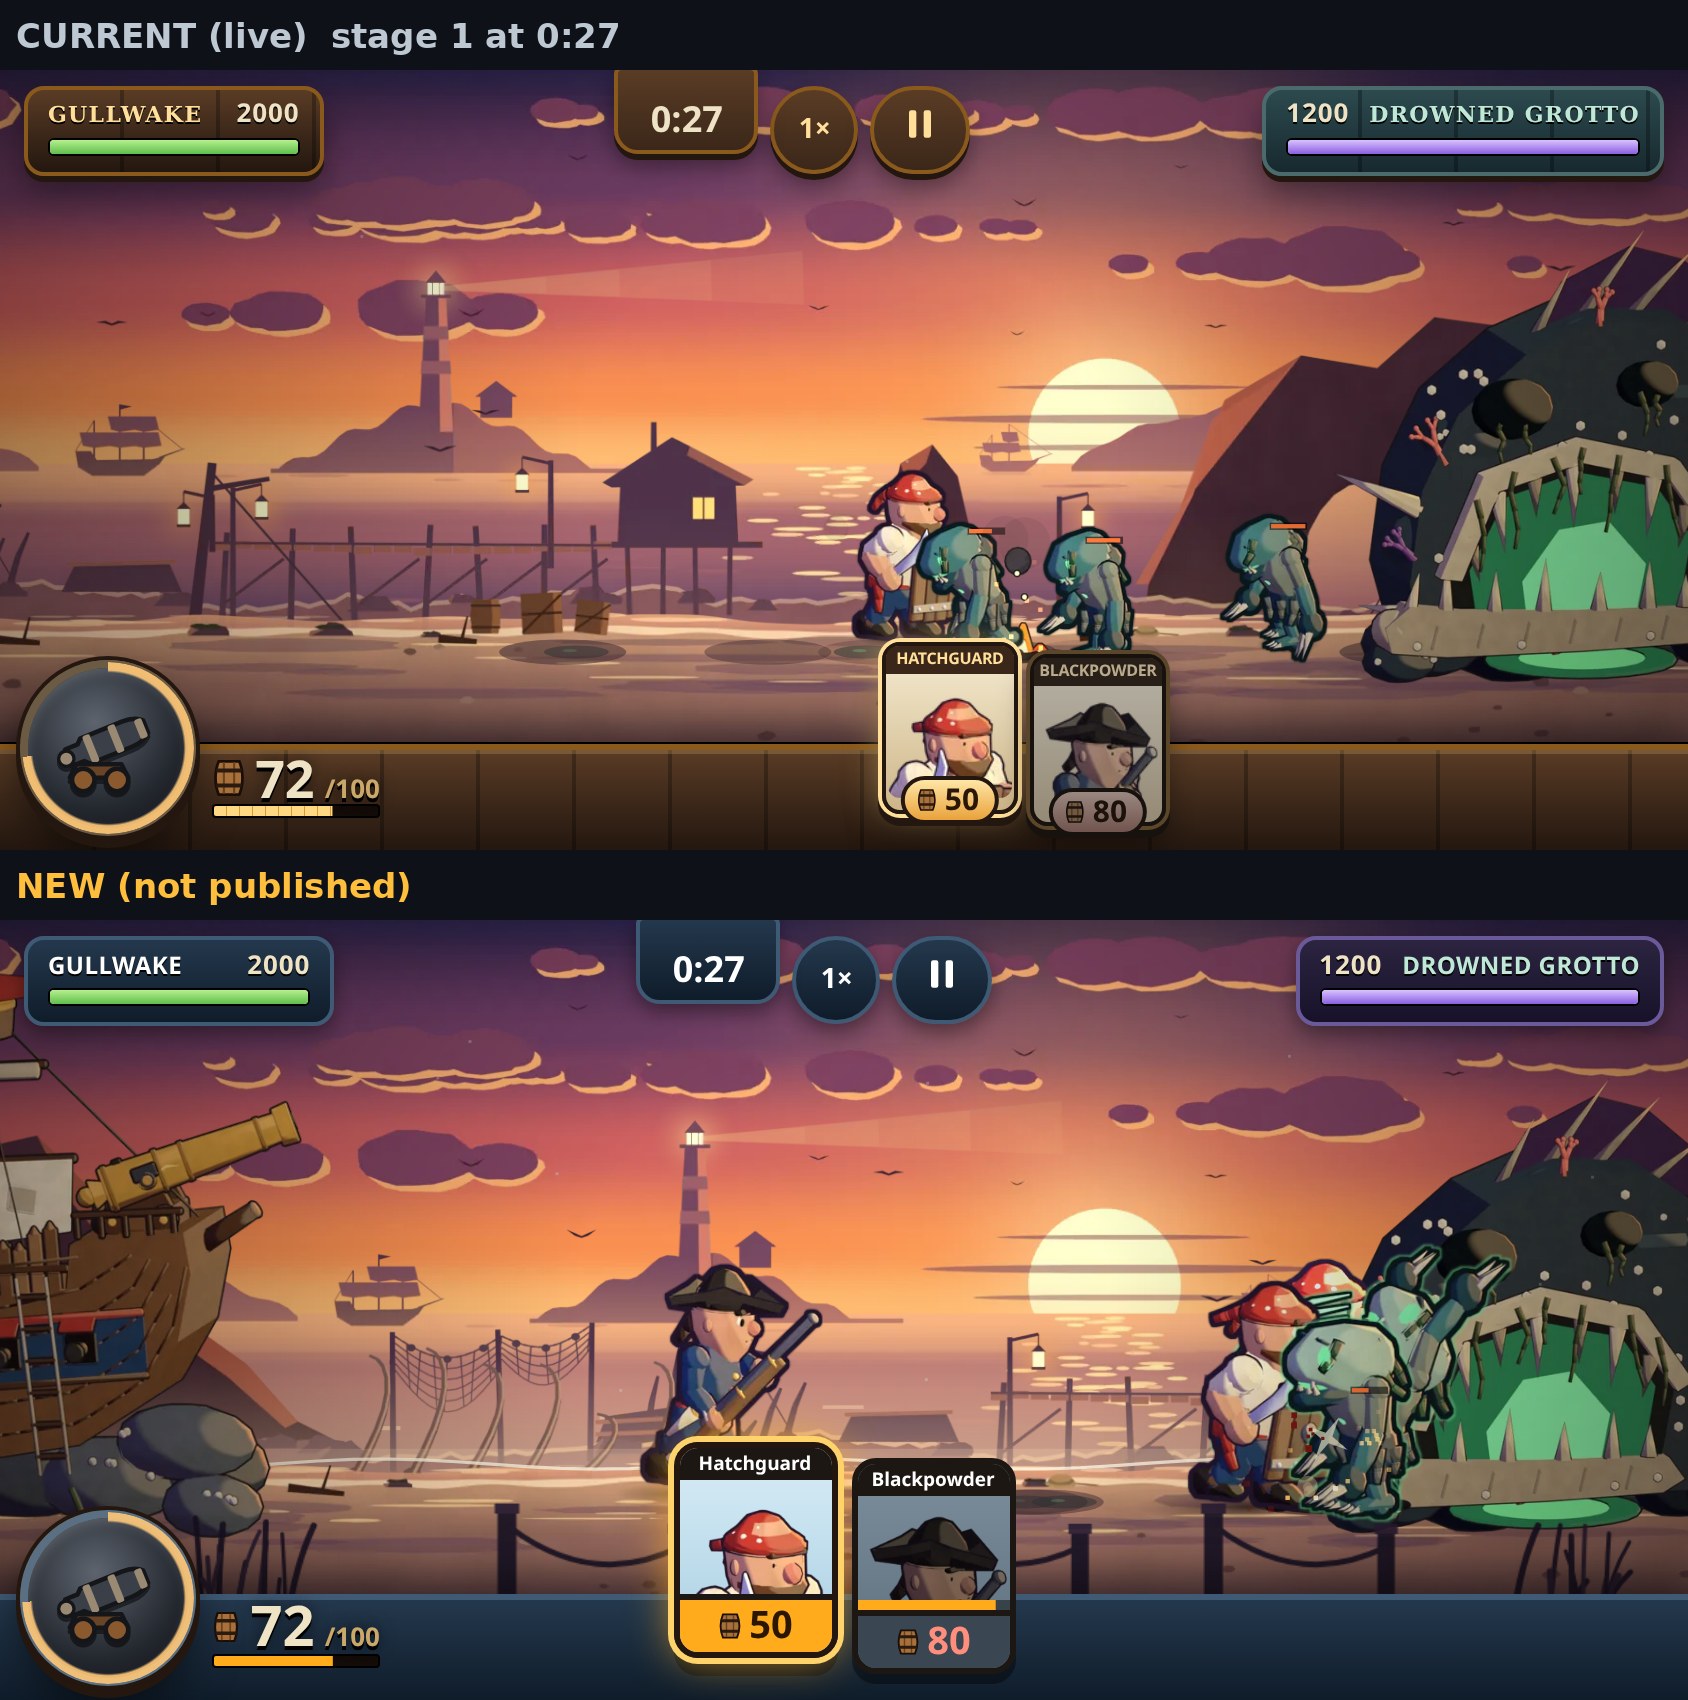 CURRENT (live) stage 1 at 0:27
GULLWAKE 2000
0:27
1×
1200 DROWNED GROTTO
HATCHGUARD
50
BLACKPOWDER
80
72 /100
NEW (not published)
GULLWAKE 2000
0:27
1×
1200 DROWNED GROTTO
Hatchguard
50
Blackpowder
80
72 /100